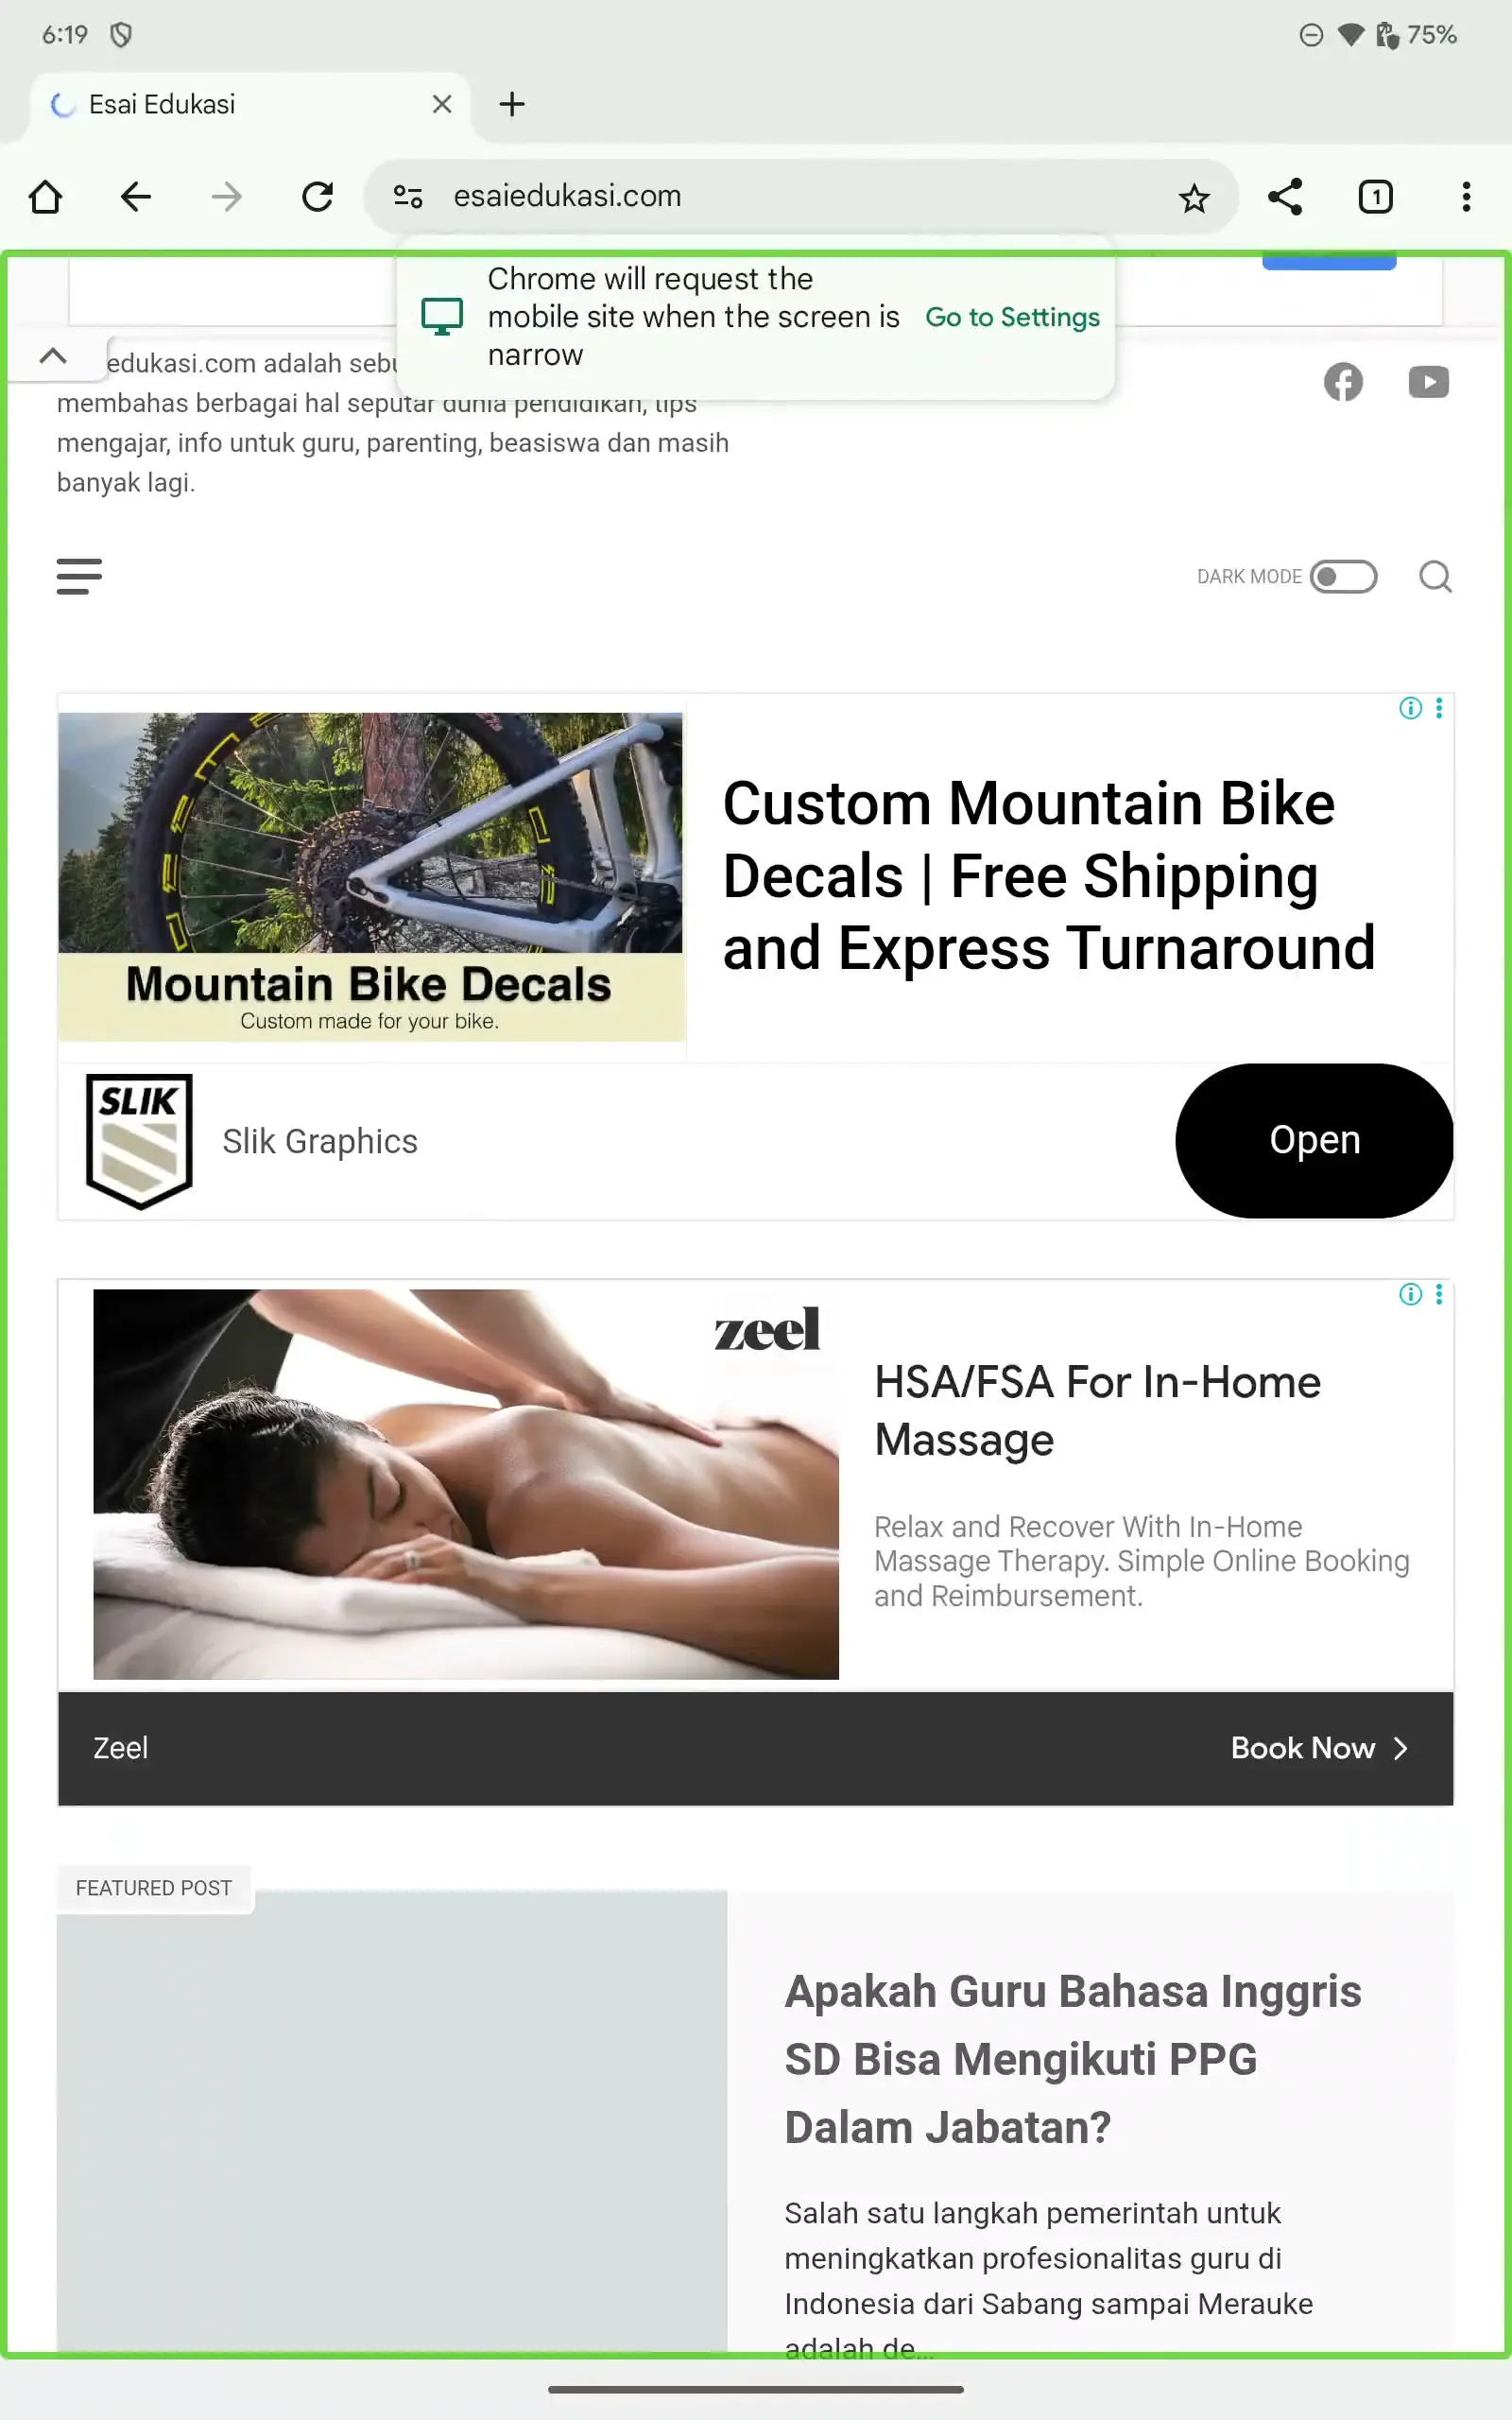 6:19
75%
Esai Edukasi
esaiedukasi.com
1
Chrome will request the
mobile site when the screen is
narrow
Go to Settings
edukasi.com adalah
membahas berbagai hal seputar dunia pendidikan, tips
mengajar, info untuk guru, parenting, beasiswa dan masih
banyak lagi.
DARK MODE
Mountain Bike Decals
Custom made for your bike.
Custom Mountain Bike
Decals | Free Shipping
and Express Turnaround
SLIK
Slik Graphics
Open
zeel
HSA/FSA For In-Home
Massage
Relax and Recover With In-Home
Massage Therapy. Simple Online Booking
and Reimbursement.
Zeel
Book Now
FEATURED POST
Apakah Guru Bahasa Inggris
SD Bisa Mengikuti PPG
Dalam Jabatan?
Salah satu langkah pemerintah untuk
meningkatkan profesionalitas guru di
Indonesia dari Sabang sampai Merauke
adalah de...